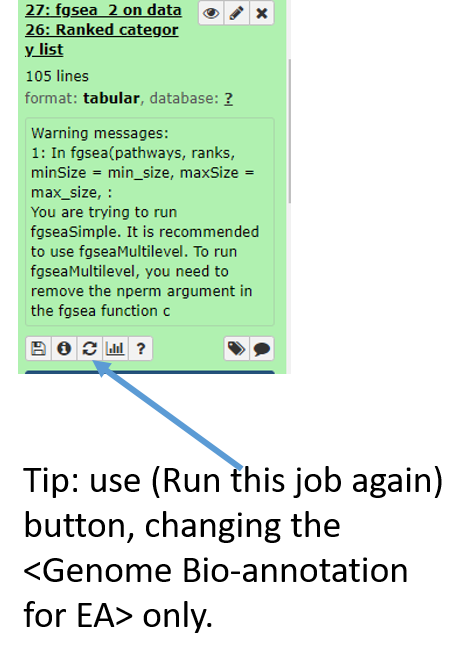 27: fgsea_2 on data
26: Ranked categor
y list
105 lines
format: tabular, database: ?
Warning messages:
1: In fgsea(pathways, ranks,
minSize = min_size, maxSize =
max_size, :
You are trying to run
fgseaSimple. It is recommended
to use fgseaMultilevel. To run
fgseaMultilevel, you need to
remove the nperm argument in
the fgsea function c
?
Tip: use (Run this job again)
button, changing the
<Genome Bio-annotation
for EA> only.